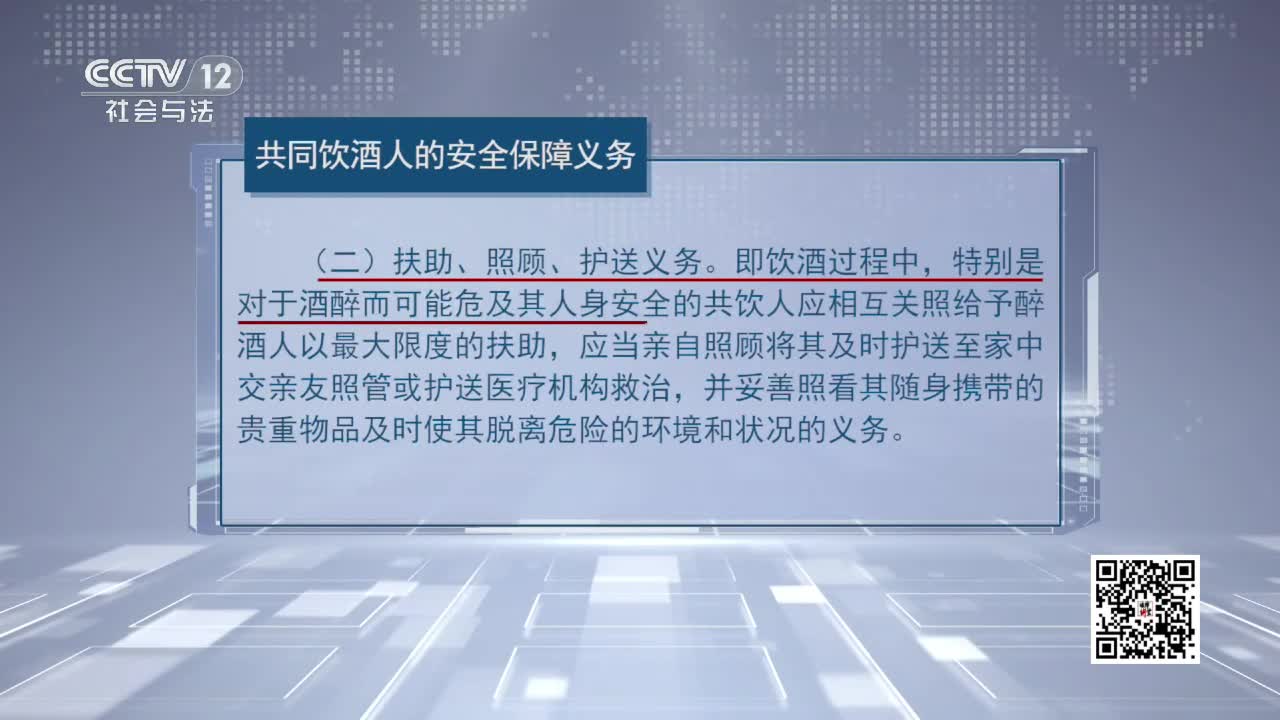 CCTV 12
社会与法
共同饮酒人的安全保障义务
（二）扶助、照顾、护送义务。即饮酒过程中，特别是
对于酒醉而可能危及其人身安全的共饮人应相互关照给予醉
酒人以最大限度的扶助，应当亲自照顾将其及时护送至家中
交亲友照管或护送医疗机构救治，并妥善照看其随身携带的
贵重物品及时使其脱离危险的环境和状况的义务。